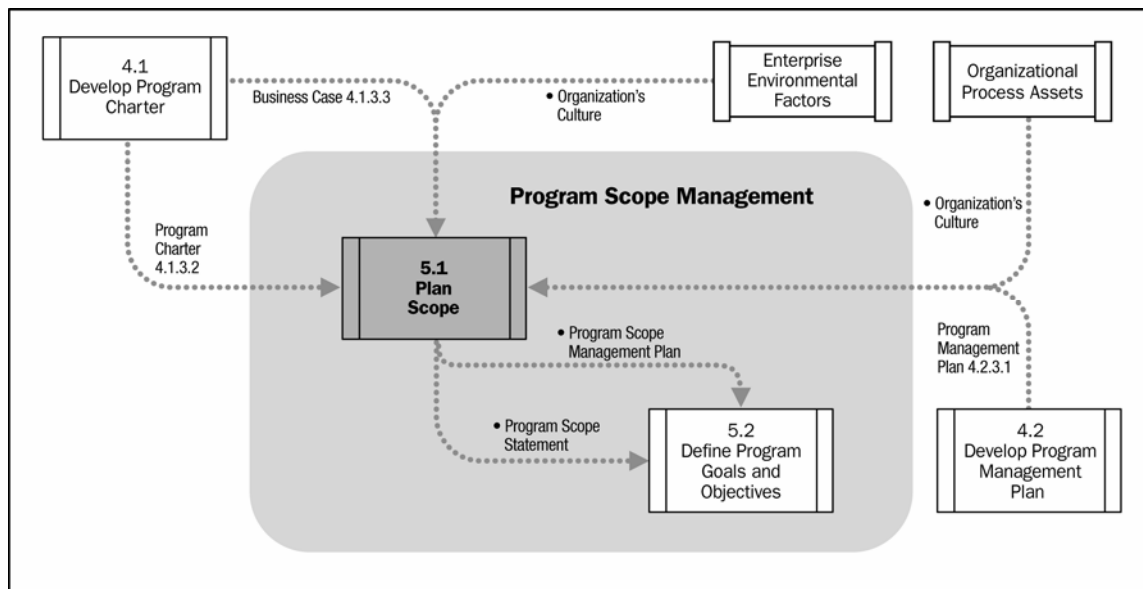 4.1
Develop Program
Charter
Business Case 4.1.3.3
• Organization's
Culture
Enterprise
Environmental
Factors
Organizational
Process Assets
Program Scope Management
• Organization's
Culture
Program
Charter
4.1.3.2
5.1
Plan
Scope
• Program Scope
Management Plan
Program
Management
Plan 4.2.3.1
• Program Scope
Statement
5.2
Define Program
Goals and
Objectives
4.2
Develop Program
Management
Plan